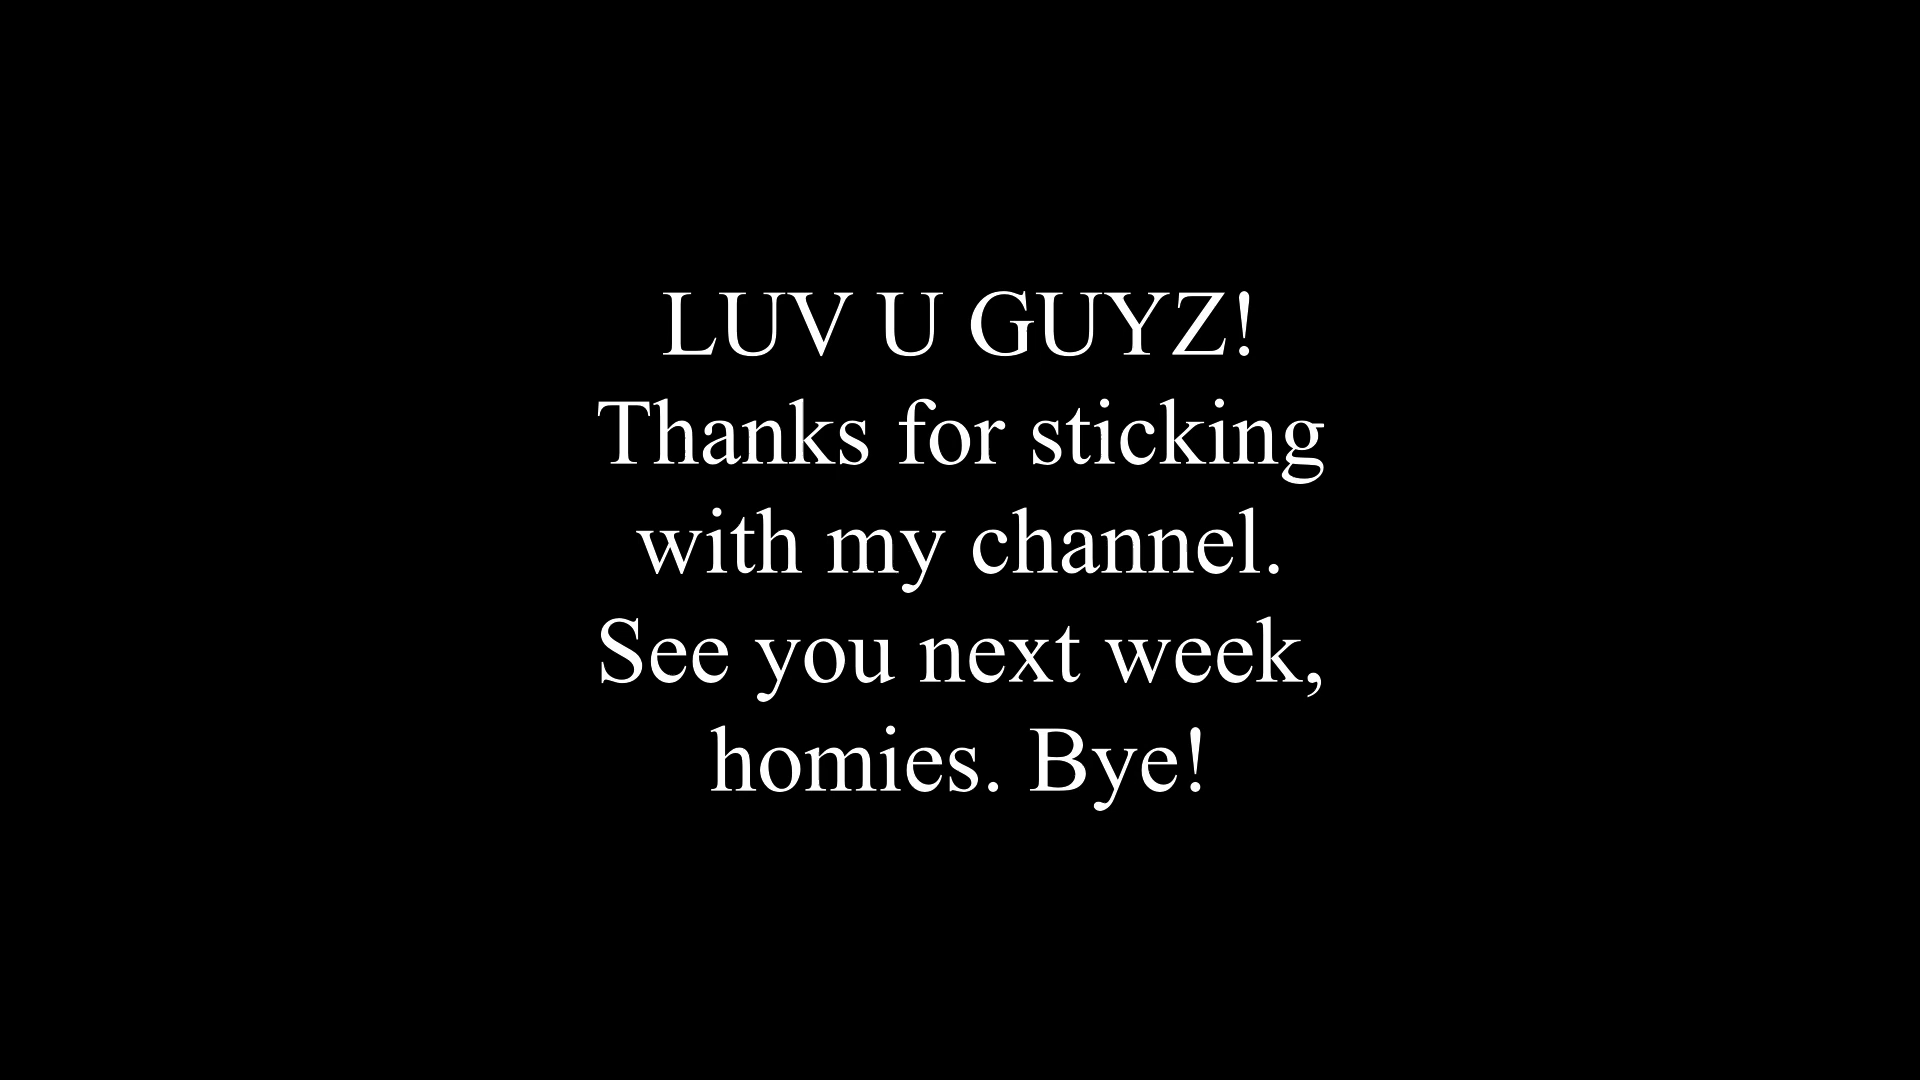 LUV U GUYZ!
Thanks for sticking
with my channel.
See you next week,
homies. Bye!